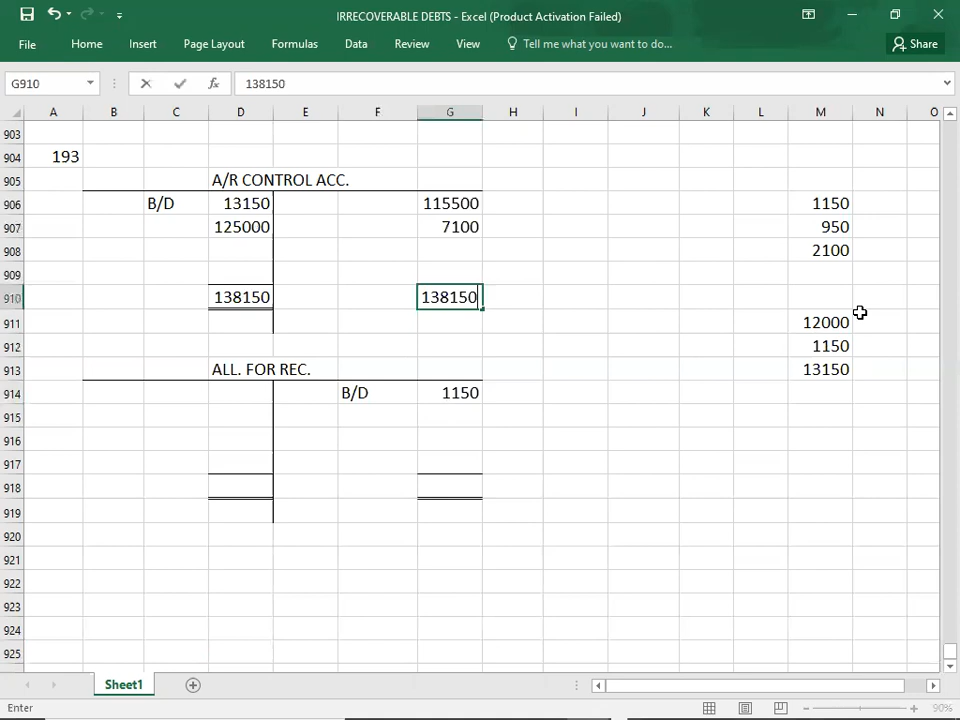 IRRECOVERABLE DEBTS - Excel (Product Activation Failed)
File Home Insert Page Layout Formulas Data Review View Tell me what you want to do... Share
G910 fx 138150
A B C D E F G H I J K L M N O
903
904 193
905 A/R CONTROL ACC.
906 B/D 13150 115500 1150
907 125000 7100 950
908 2100
909
910 138150 138150
911 12000
912 1150
913 ALL. FOR REC. 13150
914 B/D 1150
915
916
917
918
919
920
921
922
923
924
925
Sheet1
Enter 90%